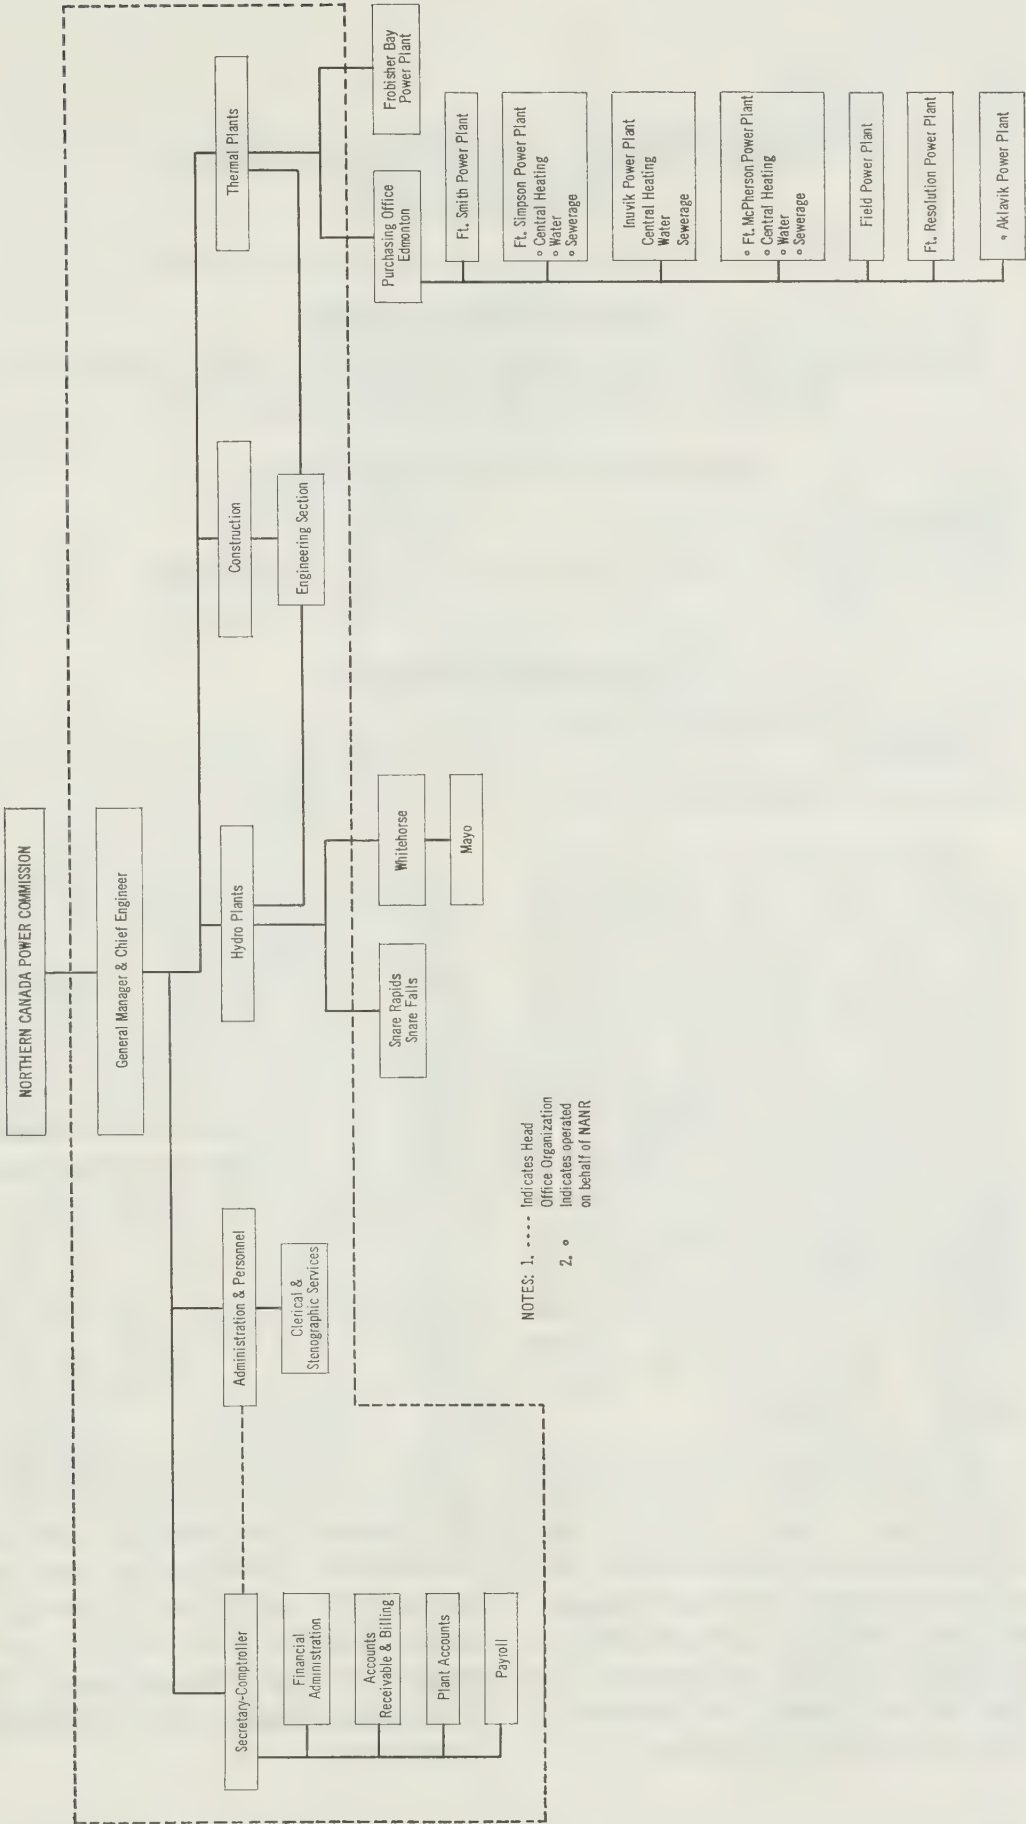 NORTHERN CANADA POWER COMMISSION
General Manager & Chief Engineer
Secretary-Comptroller
Financial
Administration
Accounts
Receivable & Billing
Plant Accounts
Payroll
Administration & Personnel
Clerical &
Stenographic Services
Hydro Plants
Snare Rapids
Snare Falls
Whitehorse
Mayo
Construction
Engineering Section
Thermal Plants
Purchasing Office
Edmonton
Frobisher Bay
Power Plant
Ft. Smith Power Plant
Ft. Simpson Power Plant
° Central Heating
° Water
° Sewerage
Inuvik Power Plant
Central Heating
Water
Sewerage
° Ft. McPherson Power Plant
° Central Heating
° Water
° Sewerage
Field Power Plant
Ft. Resolution Power Plant
° Aklavik Power Plant
NOTES: 1. ---- Indicates Head
Office Organization
2. ° Indicates operated
on behalf of NANR